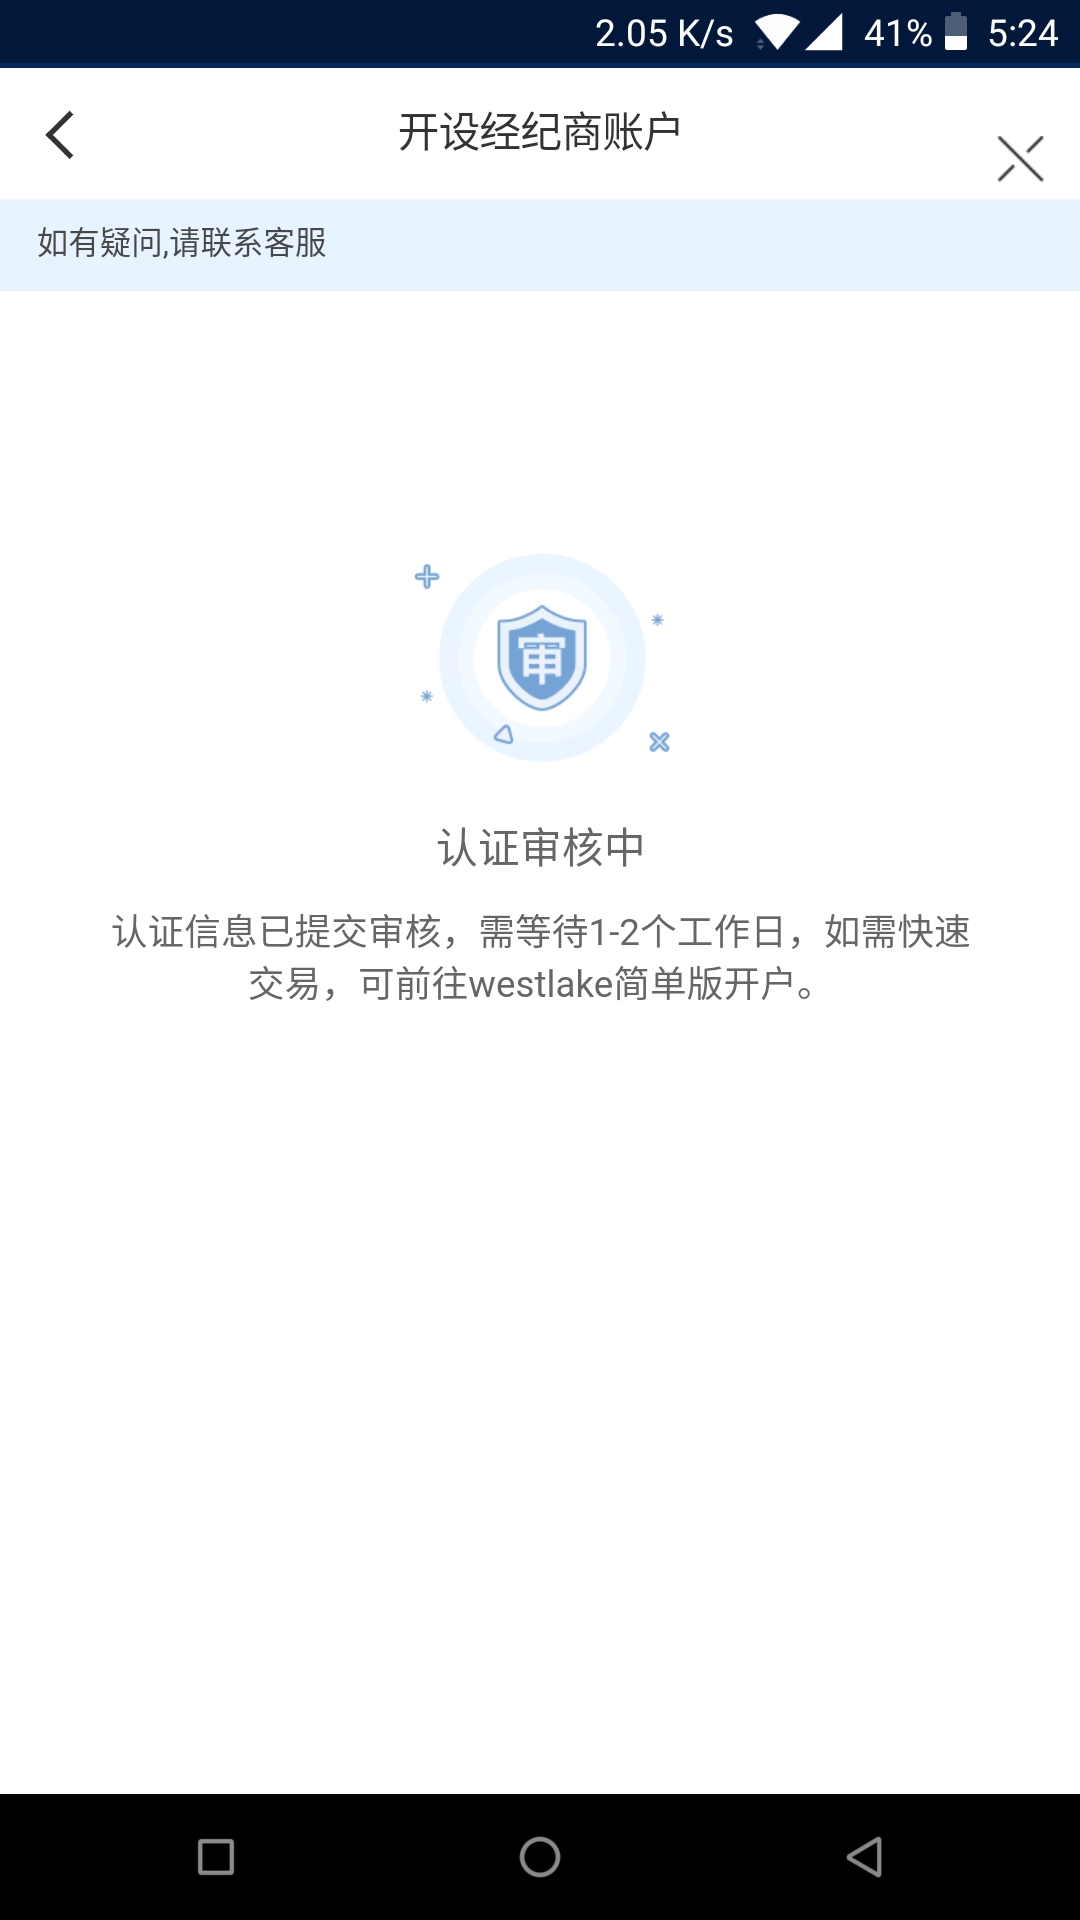 2.05 K/s 41% 5:24
开设经纪商账户
如有疑问,请联系客服
审
认证审核中
认证信息已提交审核，需等待1-2个工作日，如需快速
交易，可前往westlake简单版开户。